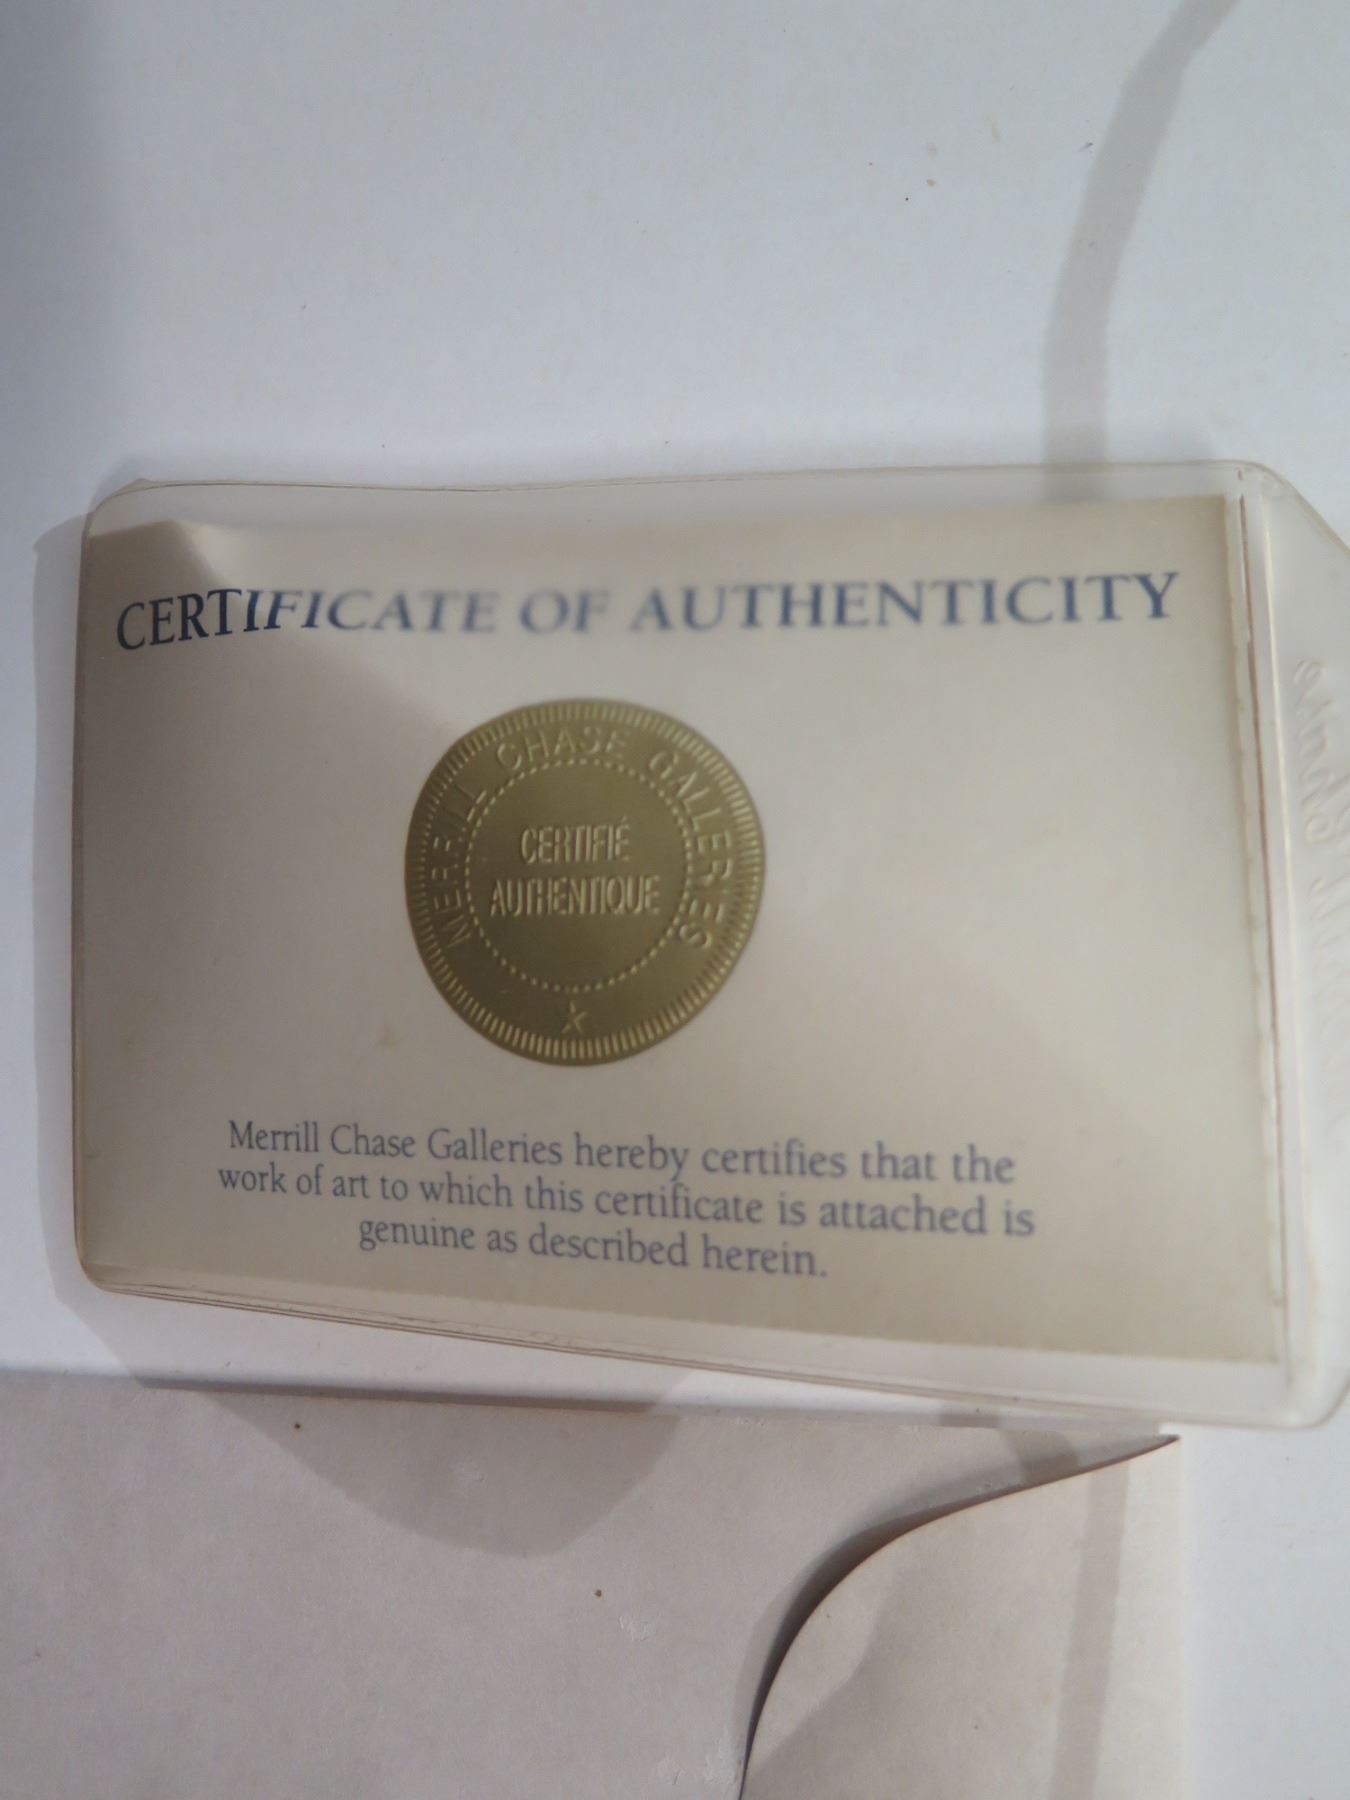 CERTIFICATE OF AUTHENTICITY
MERRILL CHASE GALLERIES
CERTIFIÉ
AUTHENTIQUE
Merrill Chase Galleries hereby certifies that the
work of art to which this certificate is attached is
genuine as described herein.